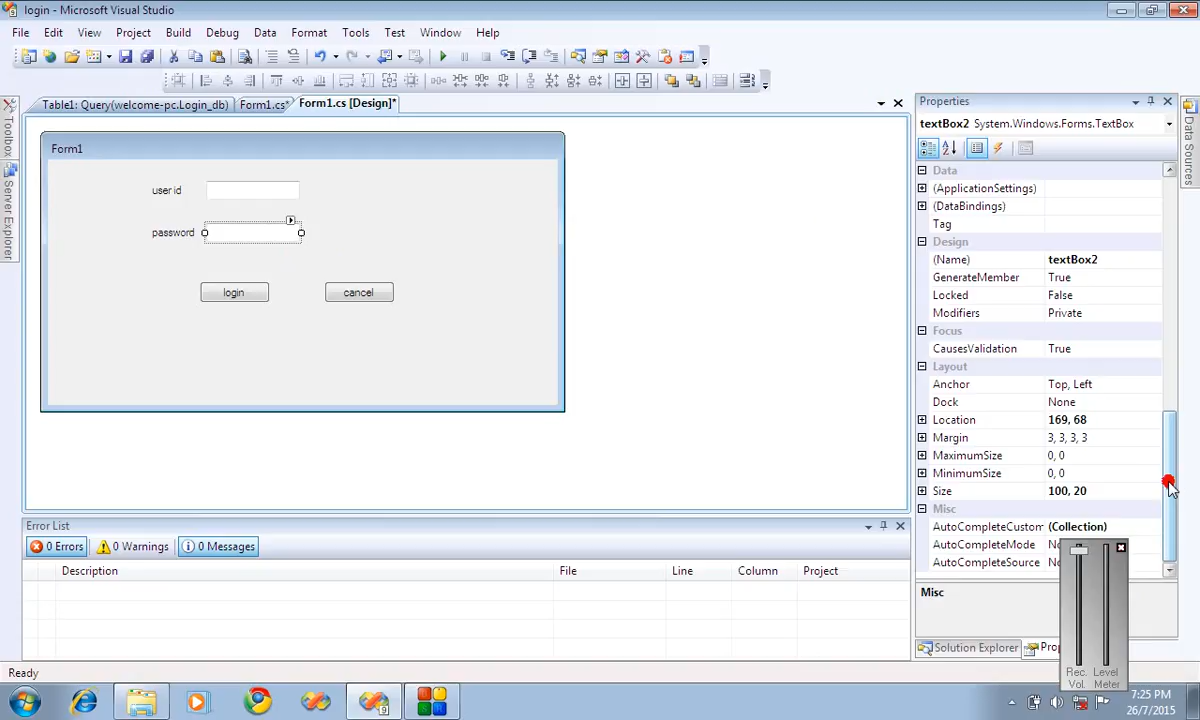 login - Microsoft Visual Studio
File Edit View Project Build Debug Data Format Tools Test Window Help
Table1: Query(welcome-pc.Login_db) Form1.cs* Form1.cs [Design]*
Toolbox
Server Explorer
Form1
user id
password
login cancel
Properties
textBox2 System.Windows.Forms.TextBox
Data
(ApplicationSettings)
(DataBindings)
Tag
Design
(Name) textBox2
GenerateMember True
Locked False
Modifiers Private
Focus
CausesValidation True
Layout
Anchor Top, Left
Dock None
Location 169, 68
Margin 3, 3, 3, 3
MaximumSize 0, 0
MinimumSize 0, 0
Size 100, 20
Misc
AutoCompleteCustom (Collection)
AutoCompleteMode
AutoCompleteSource
Misc
Solution Explorer
Data Sources
Error List
0 Errors 0 Warnings 0 Messages
Description File Line Column Project
Rec. Level
Vol. Meter
Ready
7:25 PM
26/7/2015